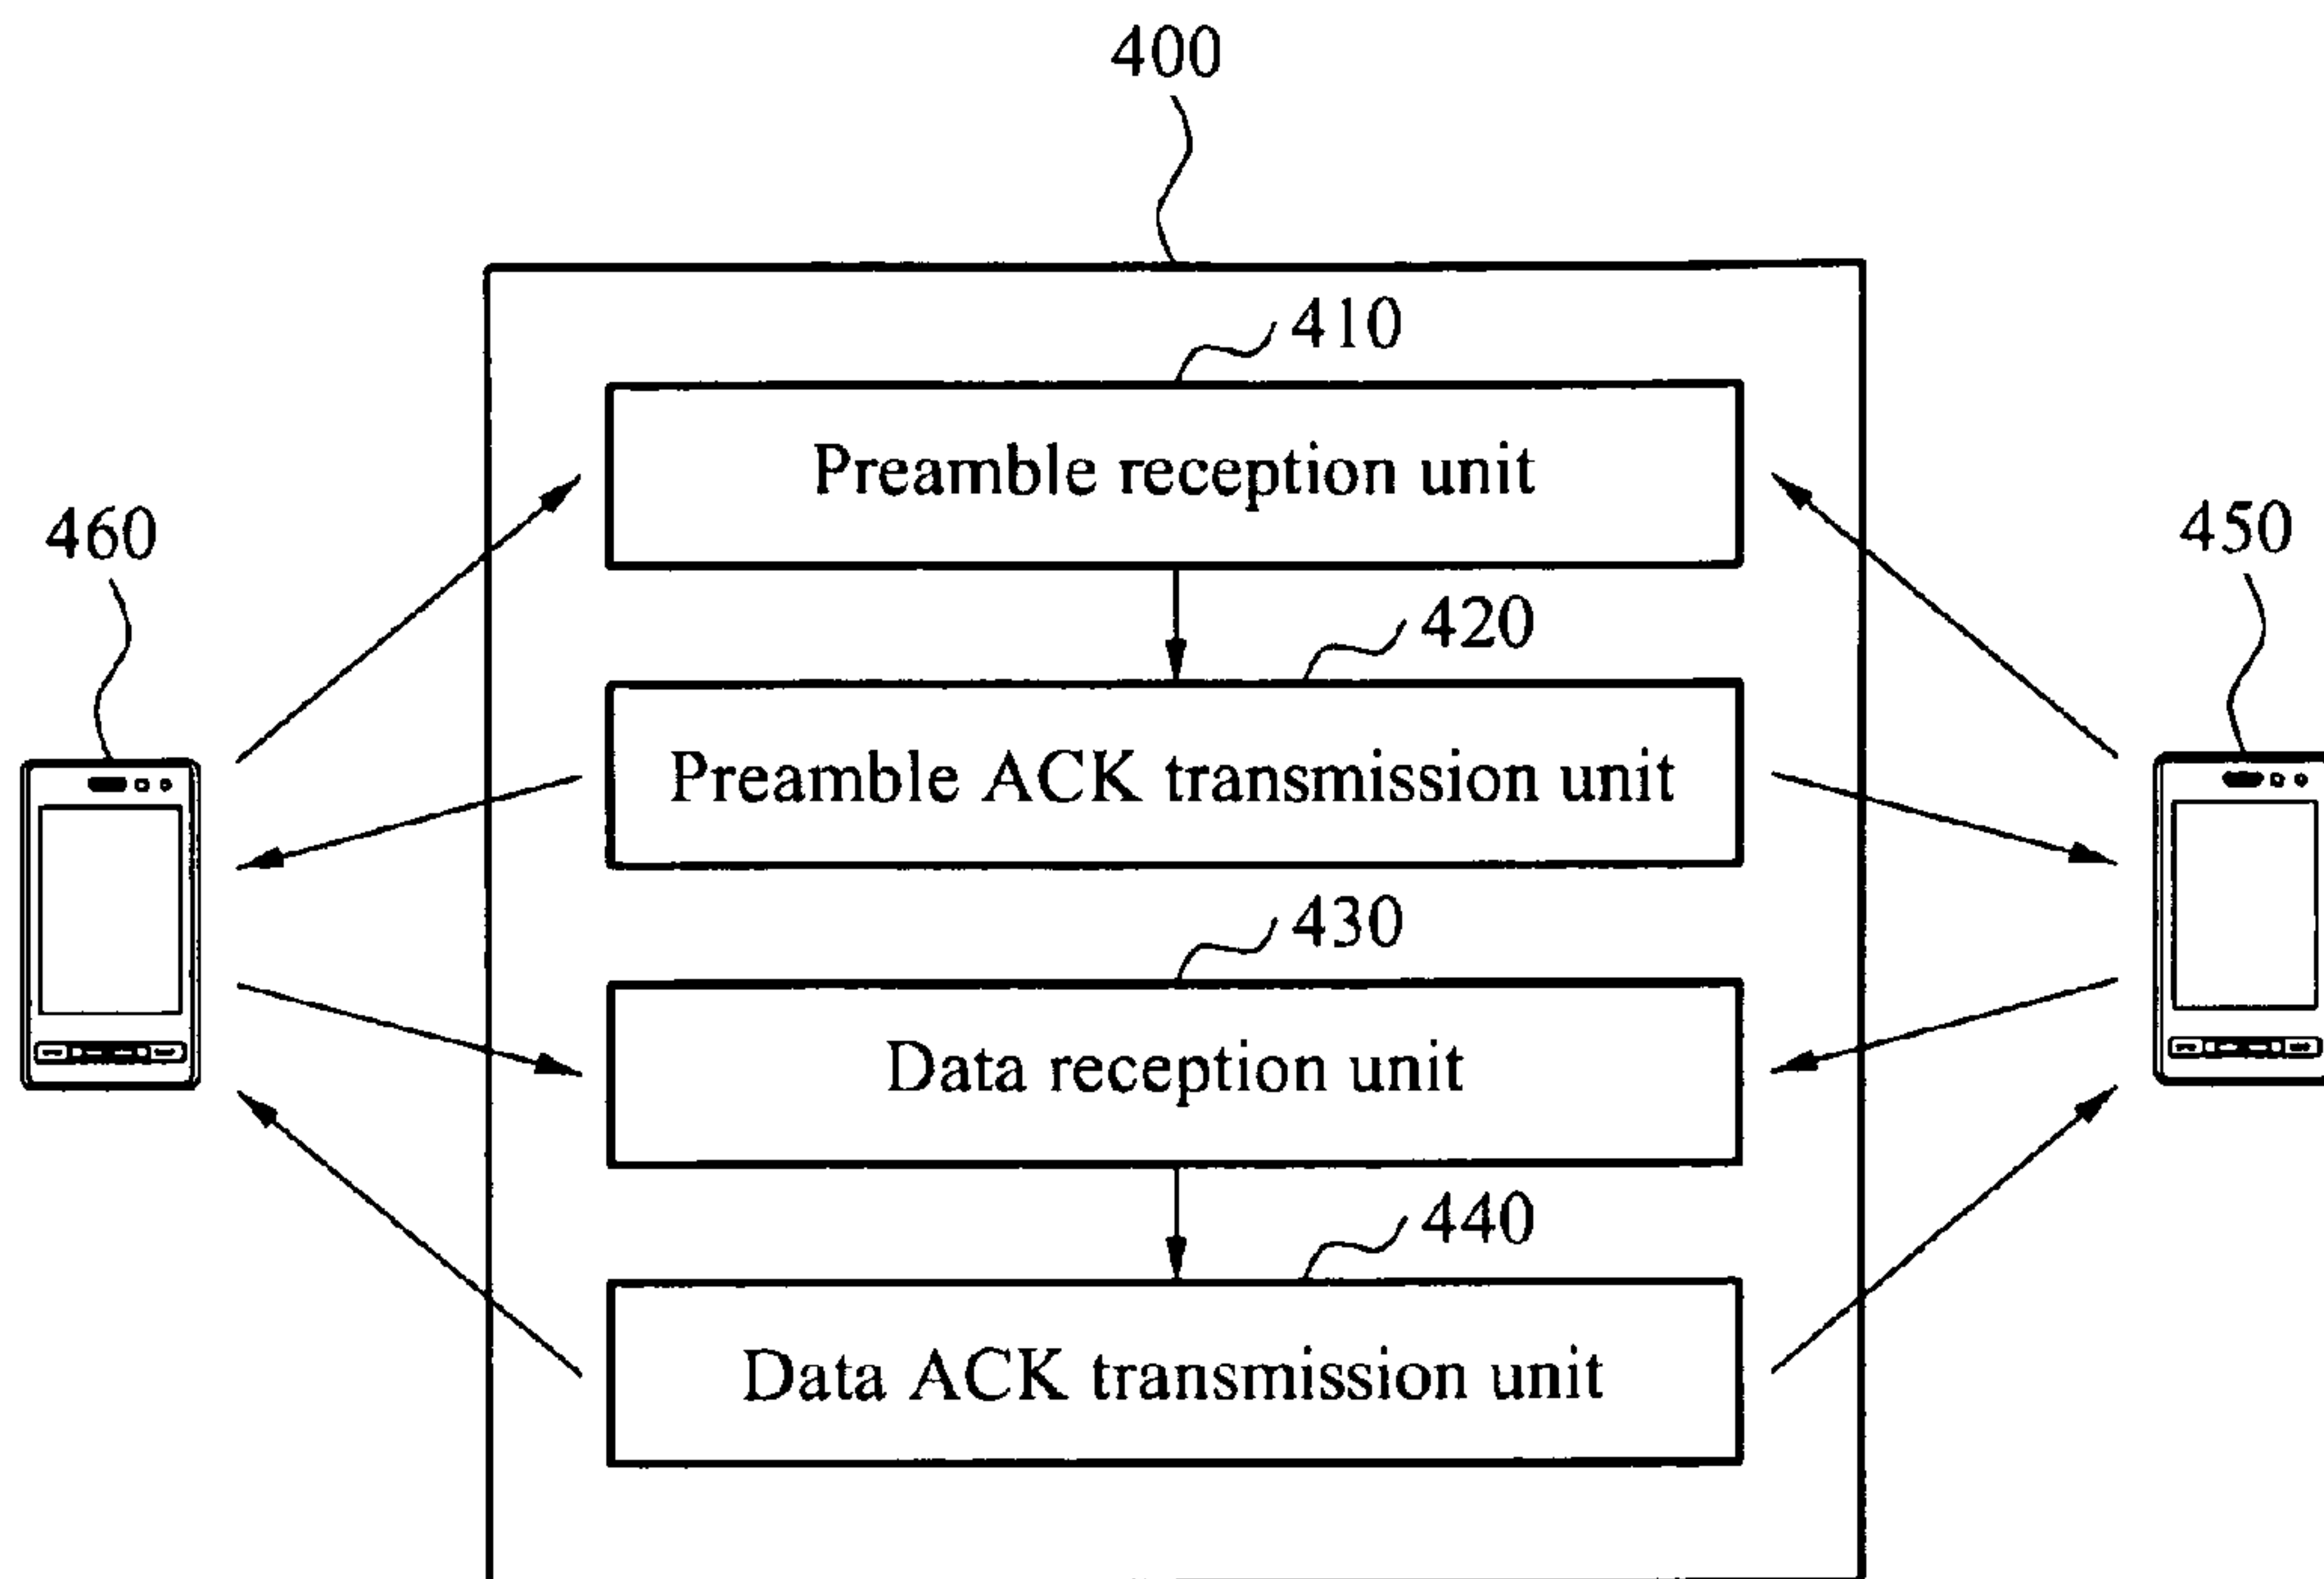 400
410
Preamble reception unit
460
450
420
Preamble ACK transmission unit
430
Data reception unit
440
Data ACK transmission unit